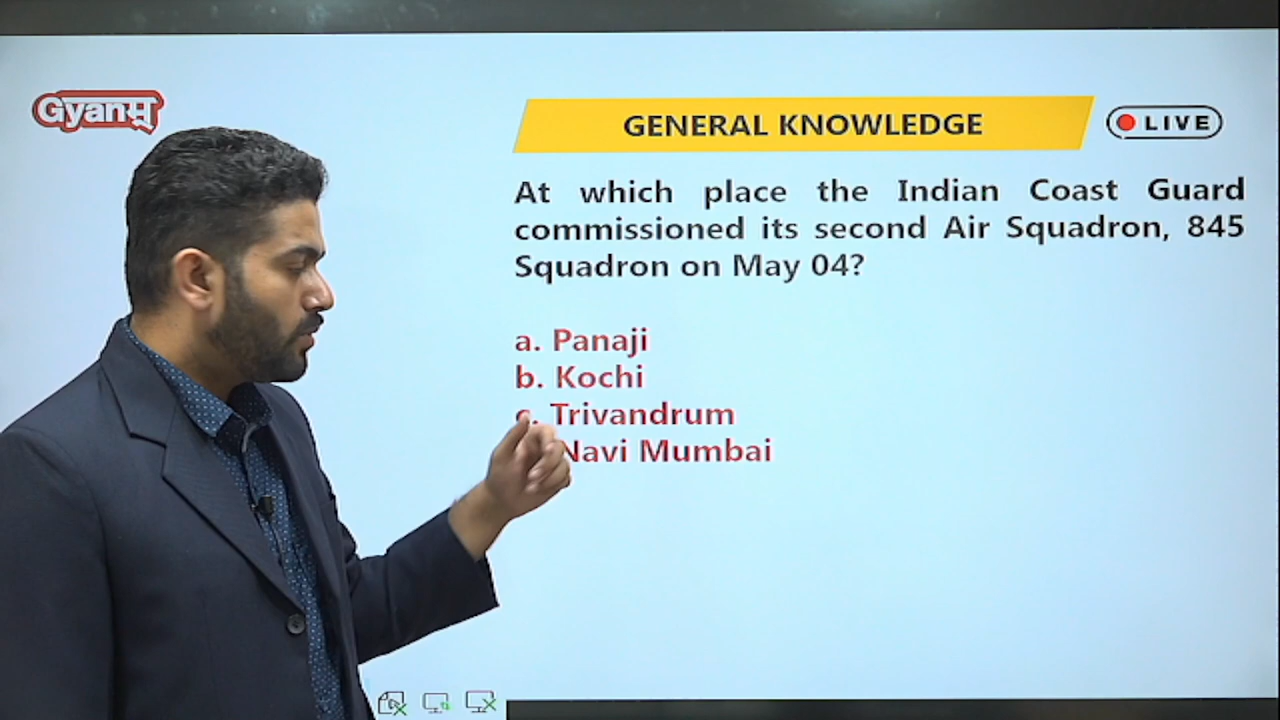 Gyanम्
GENERAL KNOWLEDGE
LIVE
At which place the Indian Coast Guard
commissioned its second Air Squadron, 845
Squadron on May 04?
a. Panaji
b. Kochi
c. Trivandrum
Navi Mumbai